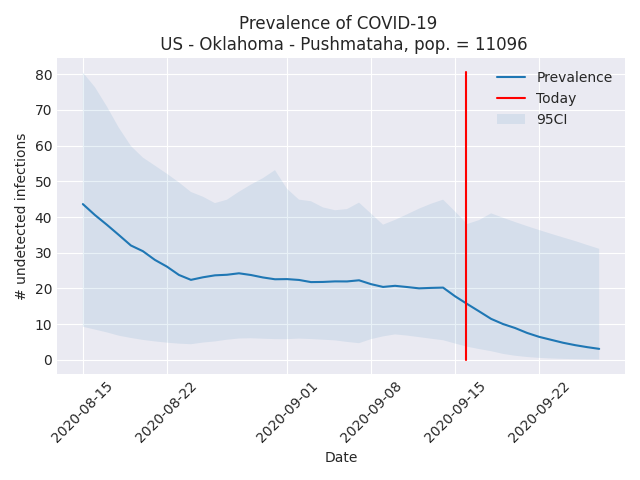 Prevalence of COVID-19
US - Oklahoma - Pushmataha, pop. = 11096
Prevalence
Today
95CI
# undetected infections
80
70
60
50
40
30
20
10
0
2020-08-15
2020-08-22
2020-09-01
2020-09-08
2020-09-15
2020-09-22
Date